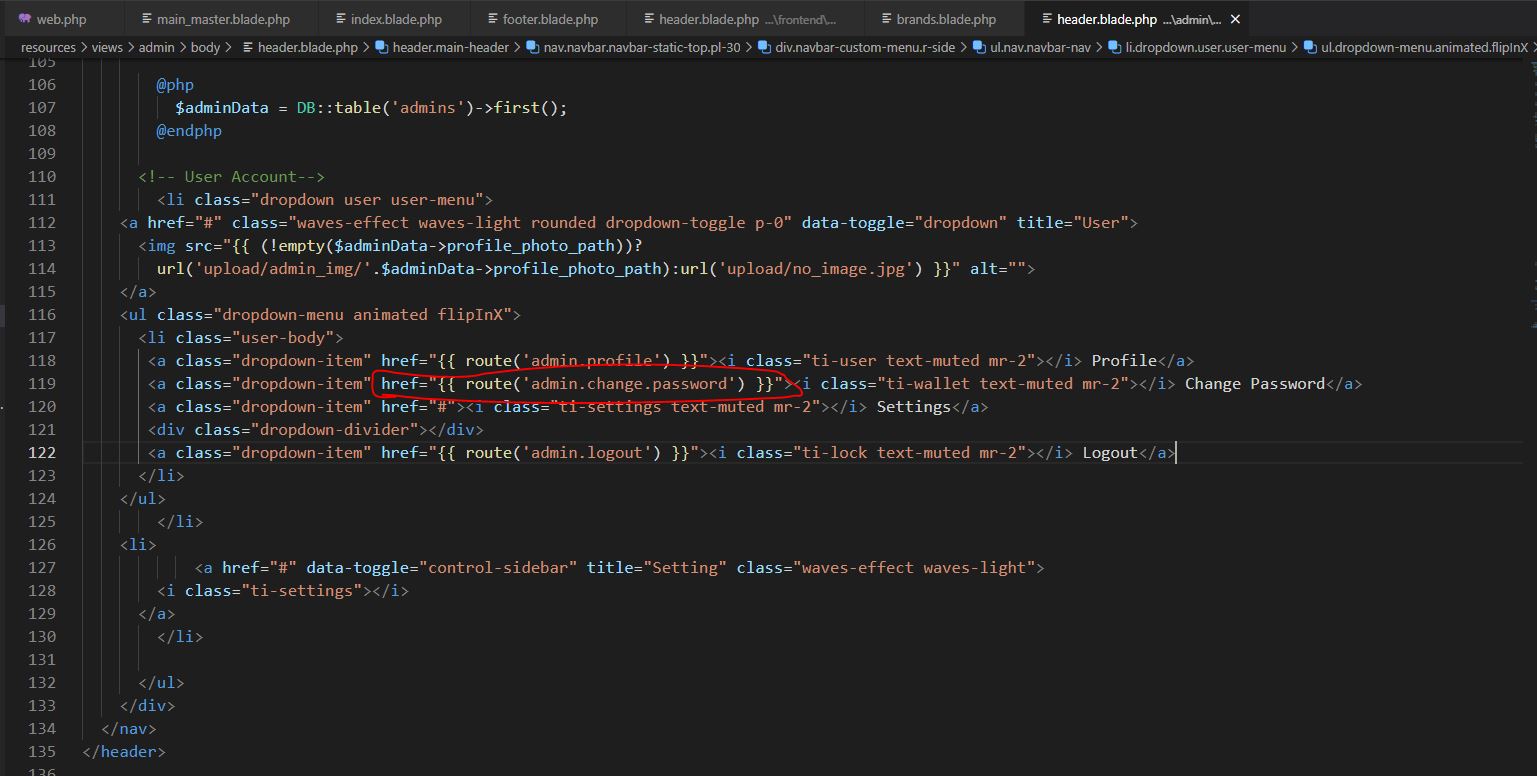 web.php main_master.blade.php index.blade.php footer.blade.php header.blade.php ...\frontend\... brands.blade.php header.blade.php ...\admin\...
resources > views > admin > body > header.blade.php > header.main-header > nav.navbar.navbar-static-top.pl-30 > div.navbar-custom-menu.r-side > ul.nav.navbar-nav > li.dropdown.user.user-menu > ul.dropdown-menu.animated.flipInX >
105
106 @php
107 $adminData = DB::table('admins')->first();
108 @endphp
109
110 <!-- User Account-->
111 <li class="dropdown user user-menu">
112 <a href="#" class="waves-effect waves-light rounded dropdown-toggle p-0" data-toggle="dropdown" title="User">
113 <img src="{{ (!empty($adminData->profile_photo_path))?
114 url('upload/admin_img/'.$adminData->profile_photo_path):url('upload/no_image.jpg') }}" alt="">
115 </a>
116 <ul class="dropdown-menu animated flipInX">
117 <li class="user-body">
118 <a class="dropdown-item" href="{{ route('admin.profile') }}"><i class="ti-user text-muted mr-2"></i> Profile</a>
119 <a class="dropdown-item" href="{{ route('admin.change.password') }}"><i class="ti-wallet text-muted mr-2"></i> Change Password</a>
120 <a class="dropdown-item" href="#"><i class="ti-settings text-muted mr-2"></i> Settings</a>
121 <div class="dropdown-divider"></div>
122 <a class="dropdown-item" href="{{ route('admin.logout') }}"><i class="ti-lock text-muted mr-2"></i> Logout</a>
123 </li>
124 </ul>
125 </li>
126 <li>
127 <a href="#" data-toggle="control-sidebar" title="Setting" class="waves-effect waves-light">
128 <i class="ti-settings"></i>
129 </a>
130 </li>
131
132 </ul>
133 </div>
134 </nav>
135 </header>
136